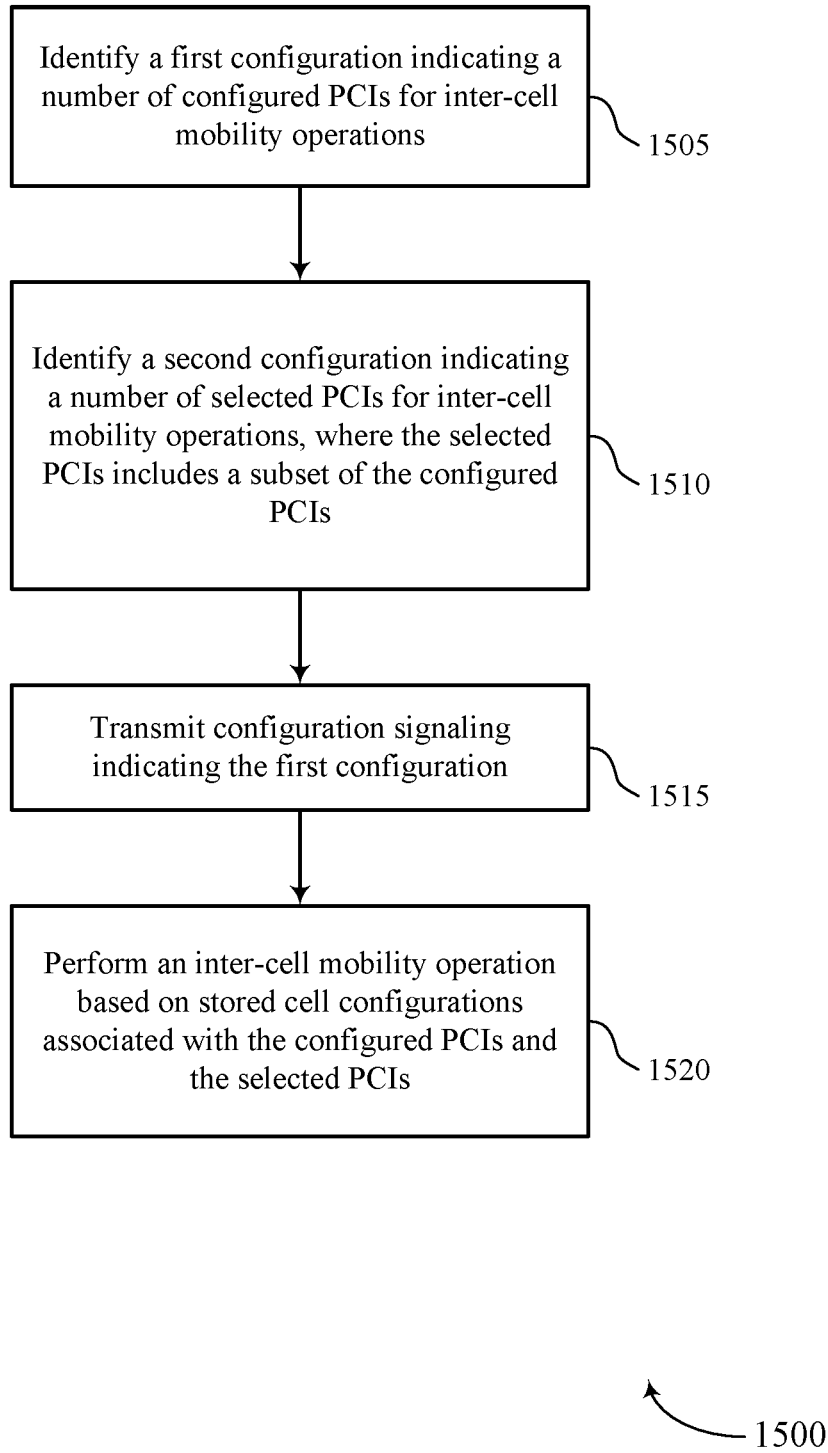 Identify a first configuration indicating a
number of configured PCIs for inter-cell
mobility operations
1505
Identify a second configuration indicating
a number of selected PCIs for inter-cell
mobility operations, where the selected
PCIs includes a subset of the configured
PCIs
1510
Transmit configuration signaling
indicating the first configuration
1515
Perform an inter-cell mobility operation
based on stored cell configurations
associated with the configured PCIs and
the selected PCIs
1520
1500